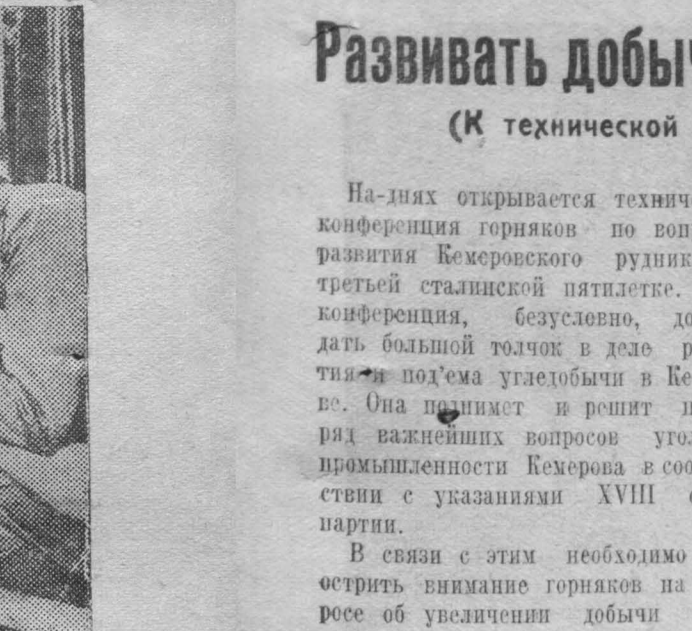 Развивать добыч
(К технической
На-днях открывается технич
конференция горняков по воп
развития Кемеровского рудник
третьей сталинской пятилетке.
конференция, безусловно, до
дать большой толчок в деле р
тия и под'ема угледобычи в Ке
ве. Она поднимет и решит ц
ряд важнейших вопросов угол
промышленности Кемерова в соо
ствии с указаниями XVIII
партии.
В связи с этим необходимо
острить внимание горняков на
росе об увеличении добычи